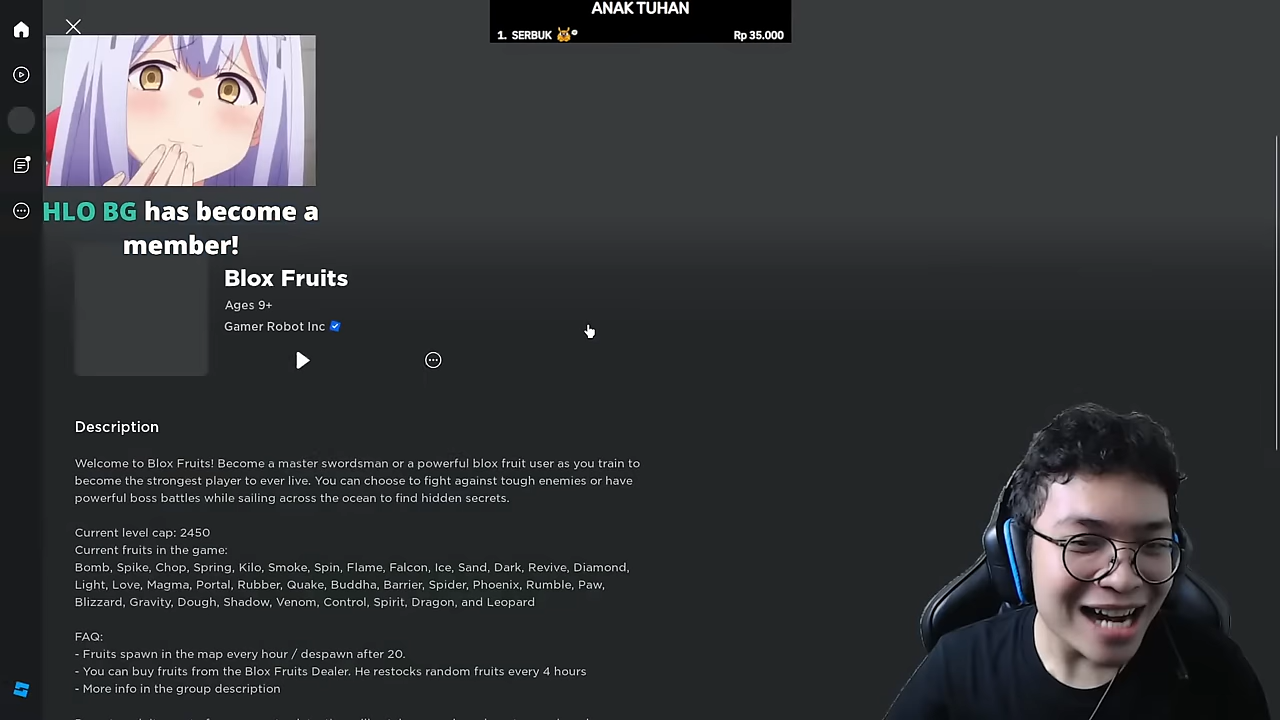 ANAK TUHAN
1. SERBUK Rp 35.000
HLO BG has become a
member!
Blox Fruits
Ages 9+
Gamer Robot Inc
Description
Welcome to Blox Fruits! Become a master swordsman or a powerful blox fruit user as you train to
become the strongest player to ever live. You can choose to fight against tough enemies or have
powerful boss battles while sailing across the ocean to find hidden secrets.
Current level cap: 2450
Current fruits in the game:
Bomb, Spike, Chop, Spring, Kilo, Smoke, Spin, Flame, Falcon, Ice, Sand, Dark, Revive, Diamond,
Light, Love, Magma, Portal, Rubber, Quake, Buddha, Barrier, Spider, Phoenix, Rumble, Paw,
Blizzard, Gravity, Dough, Shadow, Venom, Control, Spirit, Dragon, and Leopard
FAQ:
- Fruits spawn in the map every hour / despawn after 20.
- You can buy fruits from the Blox Fruits Dealer. He restocks random fruits every 4 hours
- More info in the group description